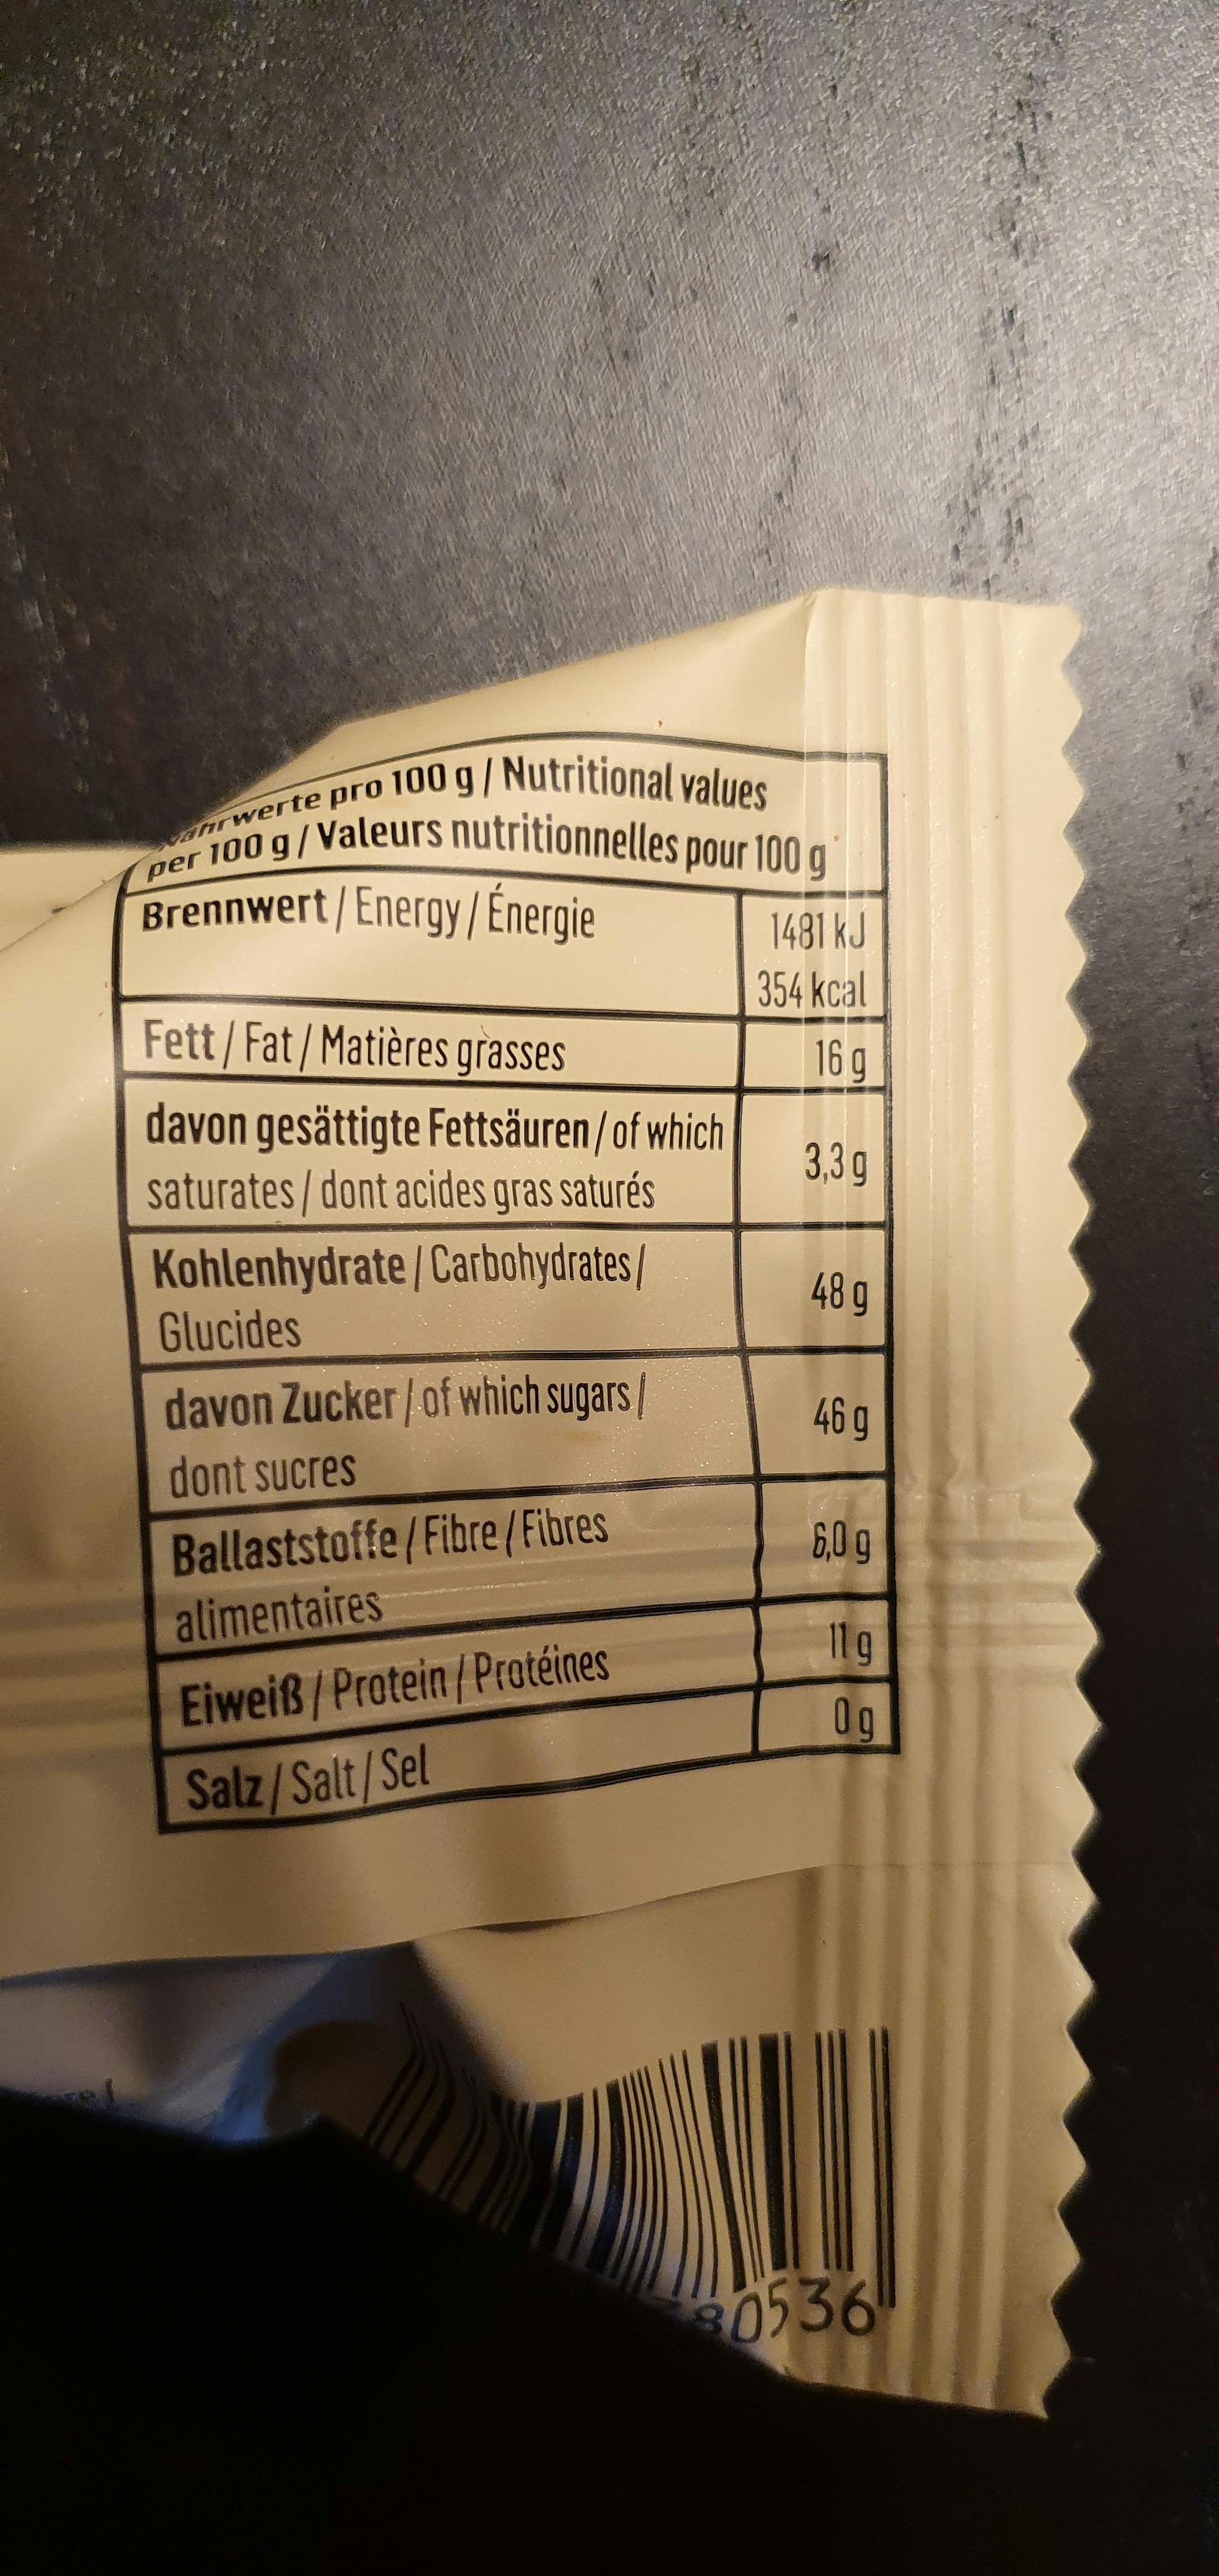 Nährwerte pro 100 g / Nutritional values
per 100 g / Valeurs nutritionnelles pour 100 g
Brennwert / Energy / Énergie 1481 kJ
354 kcal
Fett / Fat / Matières grasses 16 g
davon gesättigte Fettsäuren / of which
saturates / dont acides gras saturés 3,3 g
Kohlenhydrate / Carbohydrates /
Glucides 48 g
davon Zucker / of which sugars /
dont sucres 46 g
Ballaststoffe / Fibre / Fibres
alimentaires 6,0 g
Eiweiß / Protein / Protéines 11 g
Salz / Salt / Sel 0 g
80536